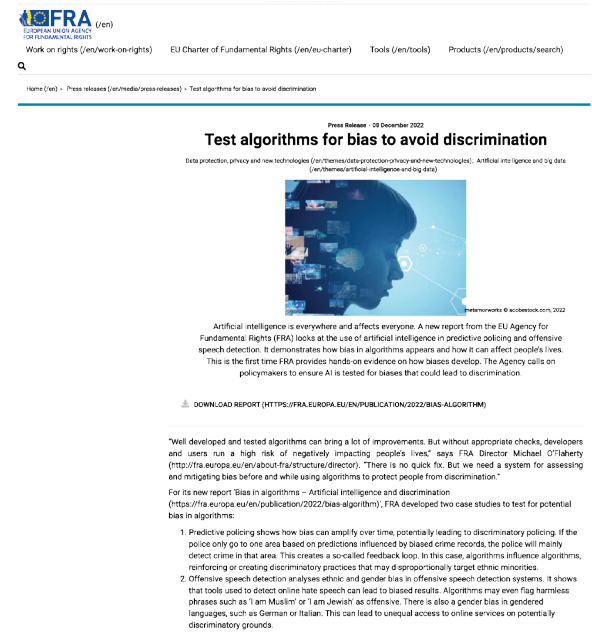 FRA
EUROPEAN UNION AGENCY
FOR FUNDAMENTAL RIGHTS
(/en)
Work on rights (/en/work-on-rights) EU Charter of Fundamental Rights (/en/eu-charter) Tools (/en/tools) Products (/en/products/search)
Home (/en) » Press releases (/en/media/press-releases) » Test algorithms for bias to avoid discrimination
Press Release - 08 December 2022
Test algorithms for bias to avoid discrimination
Data protection, privacy and new technologies (/en/themes/data-protection-privacy-and-new-technologies); Artificial intelligence and big data
(/en/themes/artificial-intelligence-and-big-data)
metamorworks © adobestock.com, 2022
Artificial intelligence is everywhere and affects everyone. A new report from the EU Agency for
Fundamental Rights (FRA) looks at the use of artificial intelligence in predictive policing and offensive
speech detection. It demonstrates how bias in algorithms appears and how it can affect people's lives.
This is the first time FRA provides hands-on evidence on how biases develop. The Agency calls on
policymakers to ensure AI is tested for biases that could lead to discrimination.
DOWNLOAD REPORT (HTTPS://FRA.EUROPA.EU/EN/PUBLICATION/2022/BIAS-ALGORITHM)
"Well developed and tested algorithms can bring a lot of improvements. But without appropriate checks, developers
and users run a high risk of negatively impacting people's lives," says FRA Director Michael O'Flaherty
(http://fra.europa.eu/en/about-fra/structure/director). "There is no quick fix. But we need a system for assessing
and mitigating bias before and while using algorithms to protect people from discrimination."
For its new report 'Bias in algorithms – Artificial intelligence and discrimination
(https://fra.europa.eu/en/publication/2022/bias-algorithm)', FRA developed two case studies to test for potential
bias in algorithms:
1. Predictive policing shows how bias can amplify over time, potentially leading to discriminatory policing. If the
police only go to one area based on predictions influenced by biased crime records, the police will mainly
detect crime in that area. This creates a so-called feedback loop. In this case, algorithms influence algorithms,
reinforcing or creating discriminatory practices that may disproportionally target ethnic minorities.
2. Offensive speech detection analyses ethnic and gender bias in offensive speech detection systems. It shows
that tools used to detect online hate speech can lead to biased results. Algorithms may even flag harmless
phrases such as 'I am Muslim' or 'I am Jewish' as offensive. There is also a gender bias in gendered
languages, such as German or Italian. This can lead to unequal access to online services on potentially
discriminatory grounds.